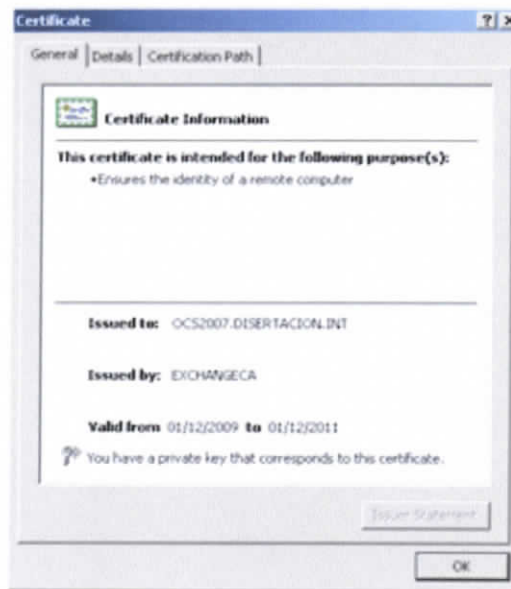 Certificate
General Details Certification Path
Certificate Information
This certificate is intended for the following purpose(s):
•Ensures the identity of a remote computer
Issued to: OCS2007.DISERTACION.INT
Issued by: EXCHANGECA
Valid from 01/12/2009 to 01/12/2011
You have a private key that corresponds to this certificate.
Issuer Statement
OK